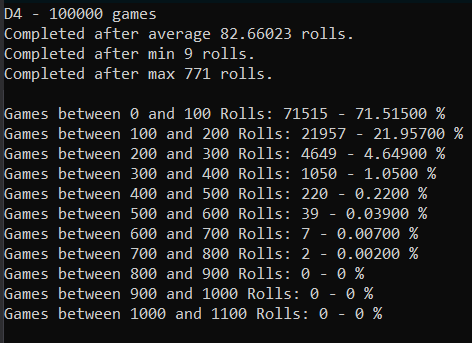 D4 - 100000 games
Completed after average 82.66023 rolls.
Completed after min 9 rolls.
Completed after max 771 rolls.
Games between 0 and 100 Rolls: 71515 - 71.51500 %
Games between 100 and 200 Rolls: 21957 - 21.95700 %
Games between 200 and 300 Rolls: 4649 - 4.64900 %
Games between 300 and 400 Rolls: 1050 - 1.0500 %
Games between 400 and 500 Rolls: 220 - 0.2200 %
Games between 500 and 600 Rolls: 39 - 0.03900 %
Games between 600 and 700 Rolls: 7 - 0.00700 %
Games between 700 and 800 Rolls: 2 - 0.00200 %
Games between 800 and 900 Rolls: 0 - 0 %
Games between 900 and 1000 Rolls: 0 - 0 %
Games between 1000 and 1100 Rolls: 0 - 0 %